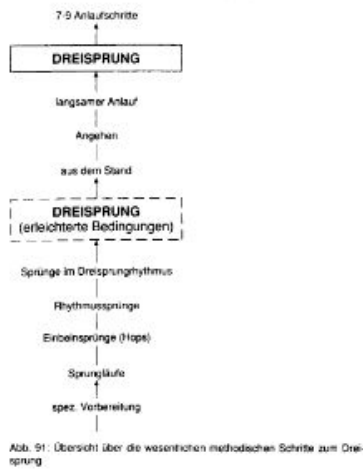 7-9 Anlaufschritte
DREISPRUNG
langsamer Anlauf
Angehen
aus dem Stand
DREISPRUNG
(erleichterte Bedingungen)
Sprünge im Dreisprungrhythmus
Rhythmussprünge
Einbeinsprünge (Hops)
Sprungläufe
spez. Vorbereitung
Abb. 91: Übersicht über die wesentlichen methodischen Schritte zum Drei-
sprung